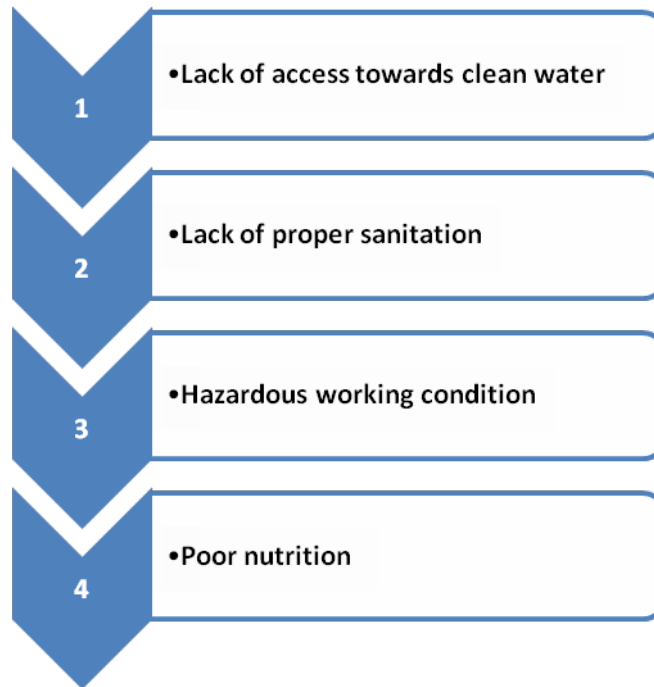 1
•Lack of access towards clean water
2
•Lack of proper sanitation
3
•Hazardous working condition
4
•Poor nutrition